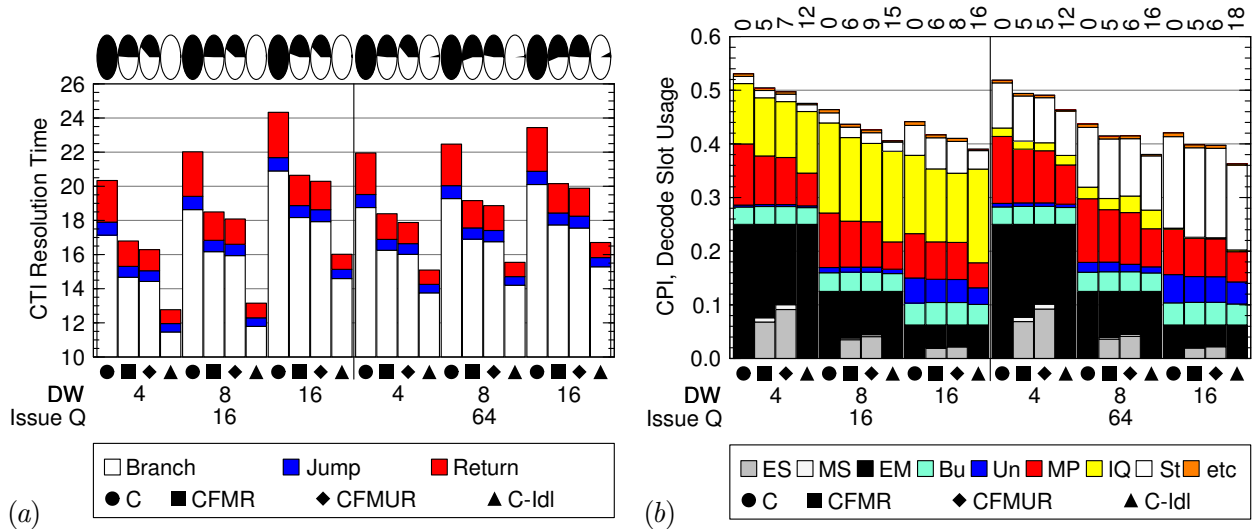 CTI Resolution Time
26
24
22
20
18
16
14
12
10
DW 4 8 16 4 8 16
Issue Q 16 64
Branch Jump Return
C CFMR CFMUR C-Idl
(a)
0 5 7 12 0 6 9 15 0 6 8 16 0 5 5 12 0 5 6 16 0 5 6 18
CPI, Decode Slot Usage
0.6
0.5
0.4
0.3
0.2
0.1
0.0
DW 4 8 16 4 8 16
Issue Q 16 64
ES MS EM Bu Un MP IQ St etc
C CFMR CFMUR C-Idl
(b)